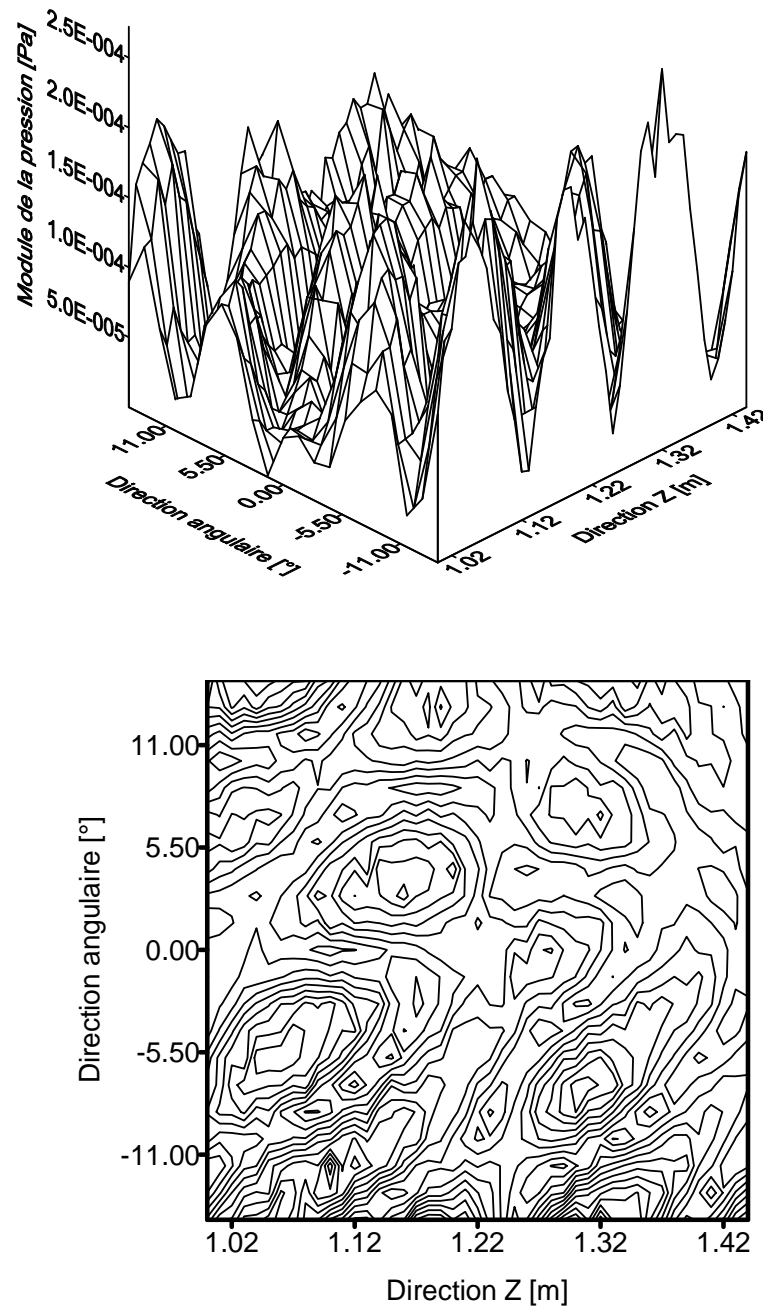 Module de la pression [Pa]
2.5E-004
2.0E-004
1.5E-004
1.0E-004
5.0E-005
11.00
5.50
0.00
-5.50
-11.00
Direction angulaire [°]
1.02
1.12
1.22
1.32
1.42
Direction Z [m]
Direction angulaire [°]
11.00
5.50
0.00
-5.50
-11.00
1.02 1.12 1.22 1.32 1.42
Direction Z [m]